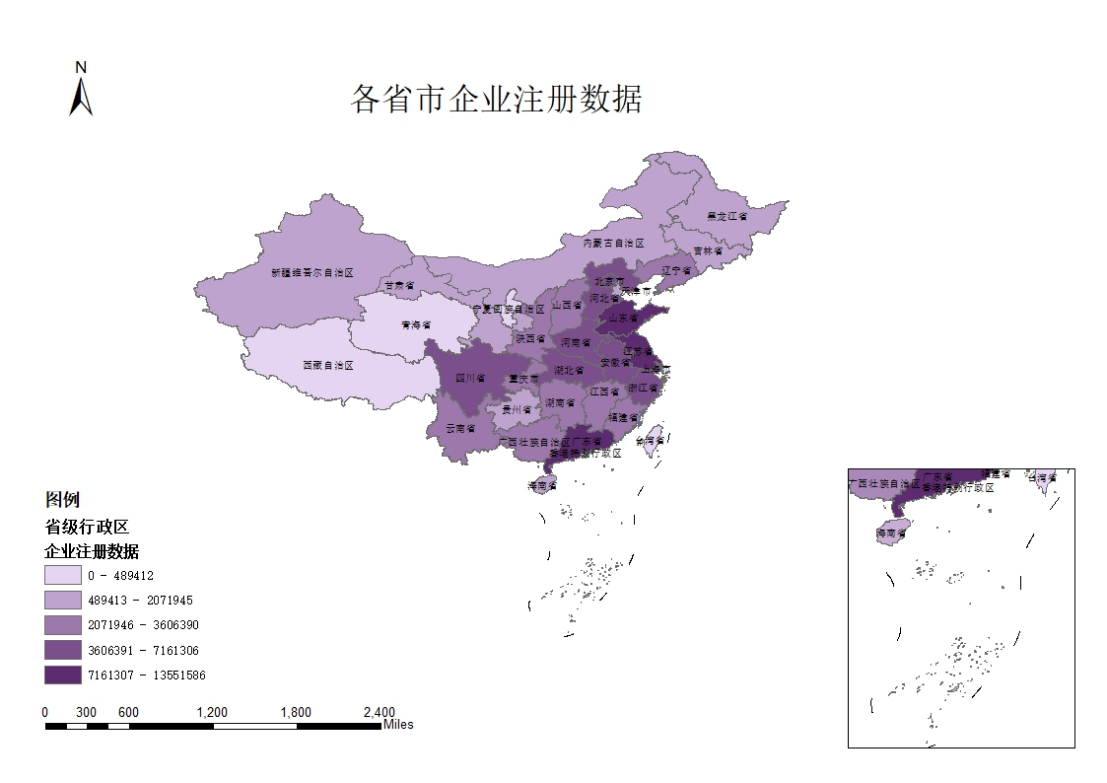 N
各省市企业注册数据
黑龙江省
内蒙古自治区
吉林省
新疆维吾尔自治区
辽宁省
甘肃省
北京市
天津市
河北省
宁夏回族自治区
山西省
山东省
青海省
陕西省
河南省
江苏省
西藏自治区
安徽省
上海市
四川省
重庆市
湖北省
浙江省
江西省
贵州省
湖南省
福建省
云南省
广西壮族自治区
广东省
台湾省
香港特别行政区
海南省
广西壮族自治区
广东省
福建省
台湾省
香港特别行政区
海南省
图例
省级行政区
企业注册数据
0 - 489412
489413 - 2071945
2071946 - 3606390
3606391 - 7161306
7161307 - 13551586
0 300 600 1,200 1,800 2,400
Miles